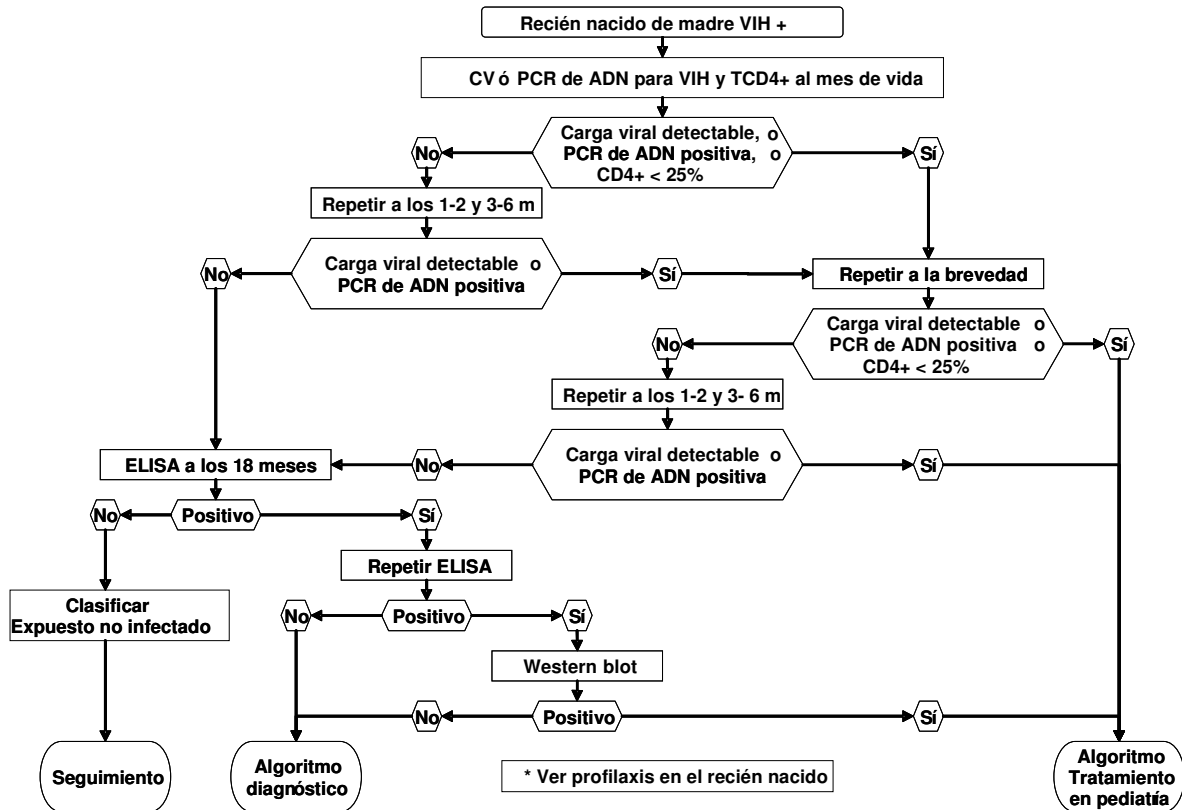 Recién nacido de madre VIH +
CV ó PCR de ADN para VIH y TCD4+ al mes de vida
Carga viral detectable, o
PCR de ADN positiva, o
CD4+ < 25%
No
Sí
Repetir a los 1-2 y 3-6 m
Carga viral detectable o
PCR de ADN positiva
No
Sí
Repetir a la brevedad
Carga viral detectable o
PCR de ADN positiva o
CD4+ < 25%
No
Sí
Repetir a los 1-2 y 3- 6 m
ELISA a los 18 meses
No
Carga viral detectable o
PCR de ADN positiva
Sí
No
Positivo
Sí
Repetir ELISA
Clasificar
Expuesto no infectado
No
Positivo
Sí
Western blot
No
Positivo
Sí
Seguimiento
Algoritmo
diagnóstico
* Ver profilaxis en el recién nacido
Algoritmo
Tratamiento
en pediatría